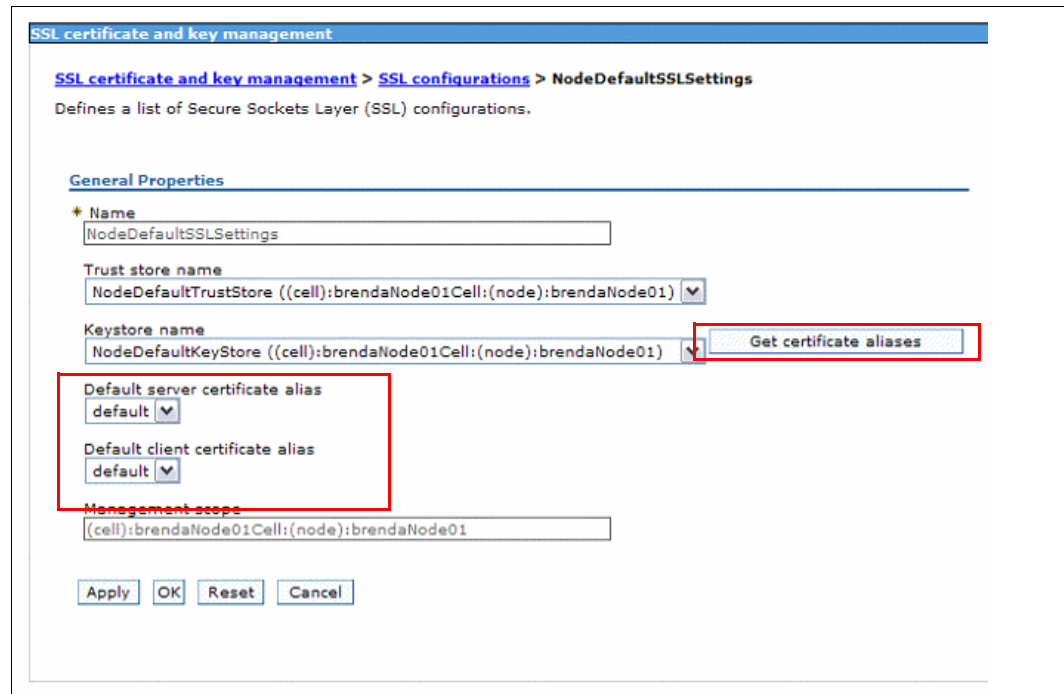 SSL certificate and key management
SSL certificate and key management > SSL configurations > NodeDefaultSSLSettings
Defines a list of Secure Sockets Layer (SSL) configurations.
General Properties
* Name
NodeDefaultSSLSettings
Trust store name
NodeDefaultTrustStore ((cell):brendaNode01Cell:(node):brendaNode01)
Keystore name
NodeDefaultKeyStore ((cell):brendaNode01Cell:(node):brendaNode01)
Get certificate aliases
Default server certificate alias
default
Default client certificate alias
default
Management scope
(cell):brendaNode01Cell:(node):brendaNode01
Apply OK Reset Cancel